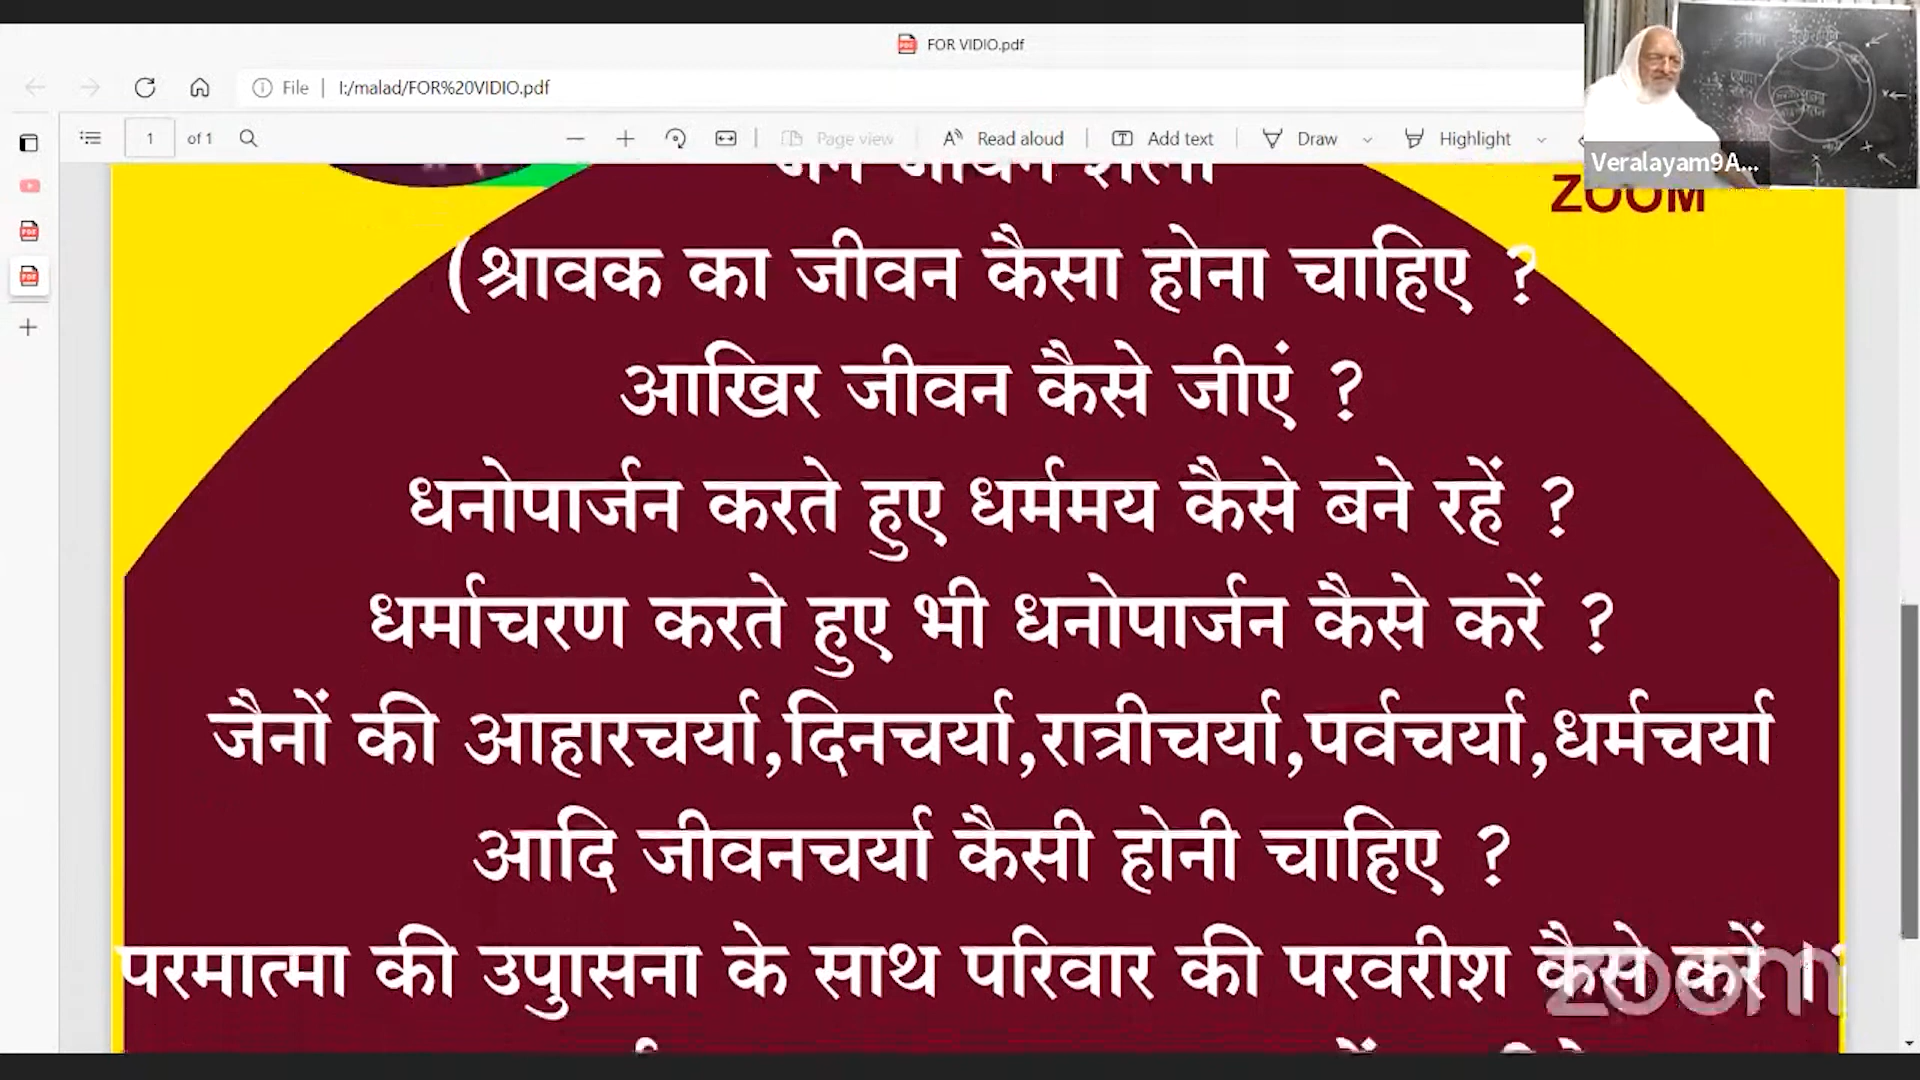 FOR VIDIO.pdf
File | I:/malad/FOR%20VIDIO.pdf
1 of 1 Page view Read aloud Add text Draw Highlight
Veralayam9A...
ZOOM
(श्रावक का जीवन कैसा होना चाहिए ?
आखिर जीवन कैसे जीएं ?
धनोपार्जन करते हुए धर्ममय कैसे बने रहें ?
धर्माचरण करते हुए भी धनोपार्जन कैसे करें ?
जैनों की आहारचर्या,दिनचर्या,रात्रीचर्या,पर्वचर्या,धर्मचर्या
आदि जीवनचर्या कैसी होनी चाहिए ?
परमात्मा की उपुासना के साथ परिवार की परवरीश कैसे करें ।
zoom